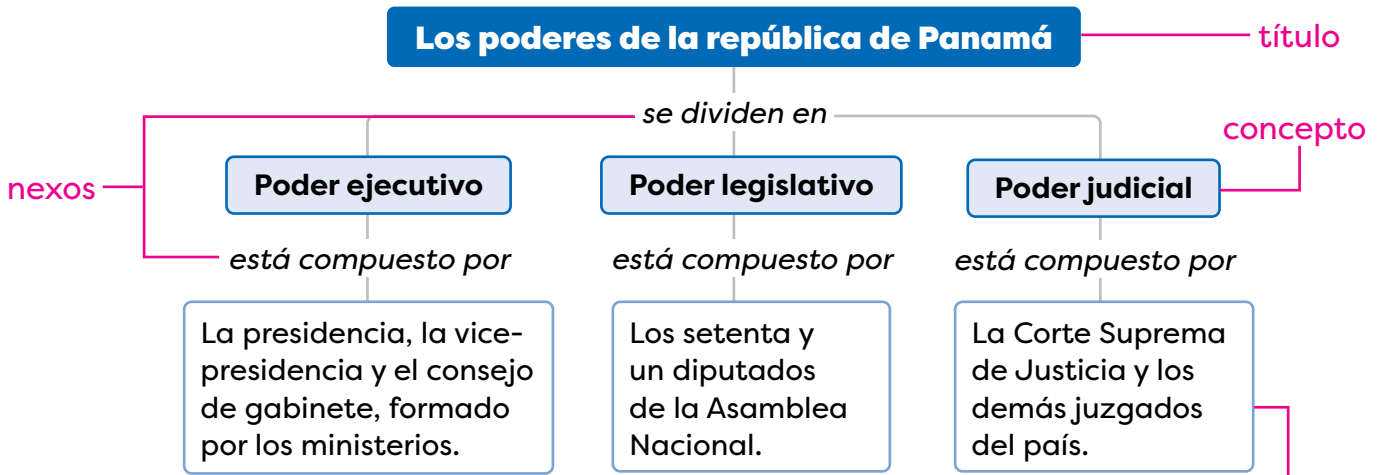 Los poderes de la república de Panamá
título
se dividen en
concepto
nexos
Poder ejecutivo
Poder legislativo
Poder judicial
está compuesto por
está compuesto por
está compuesto por
La presidencia, la vice-
presidencia y el consejo
de gabinete, formado
por los ministerios.
Los setenta y
un diputados
de la Asamblea
Nacional.
La Corte Suprema
de Justicia y los
demás juzgados
del país.